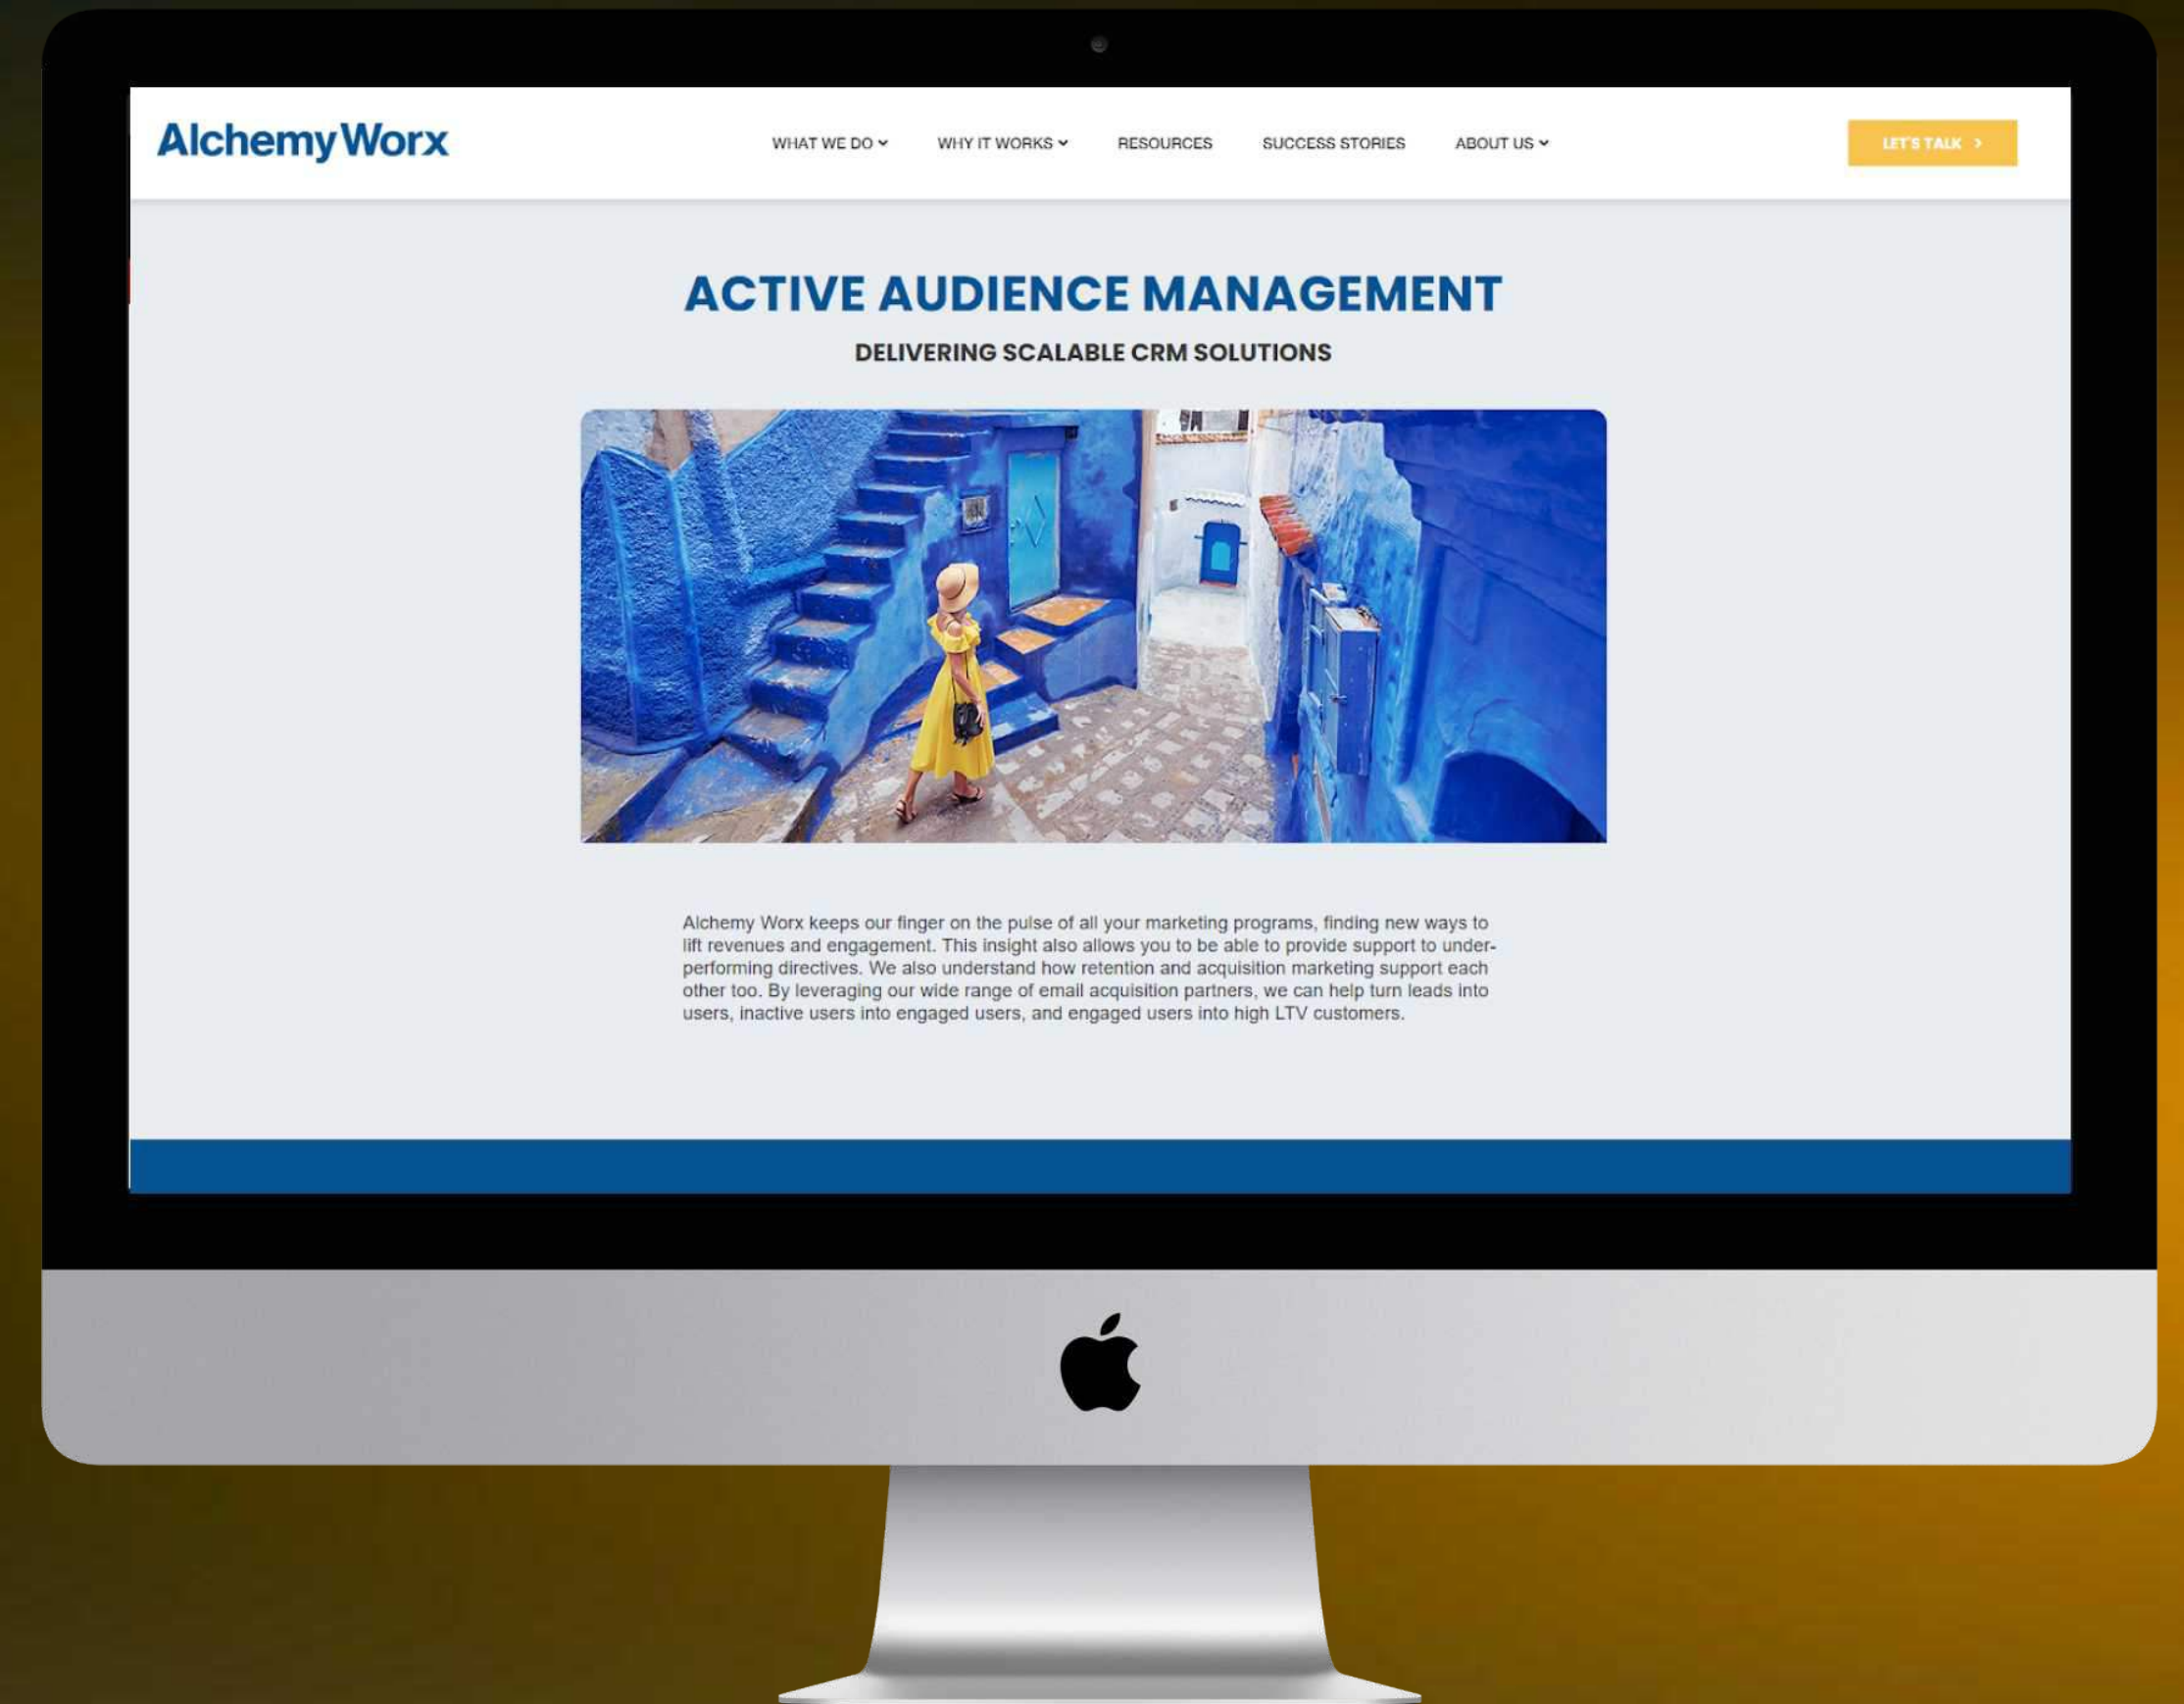 AlchemyWorx
WHAT WE DO
WHY IT WORKS
RESOURCES
SUCCESS STORIES
ABOUT US
LET'S TALK
ACTIVE AUDIENCE MANAGEMENT
DELIVERING SCALABLE CRM SOLUTIONS
Alchemy Worx keeps our finger on the pulse of all your marketing programs, finding new ways to
lift revenues and engagement. This insight also allows you to be able to provide support to under-
performing directives. We also understand how retention and acquisition marketing support each
other too. By leveraging our wide range of email acquisition partners, we can help turn leads into
users, inactive users into engaged users, and engaged users into high LTV customers.